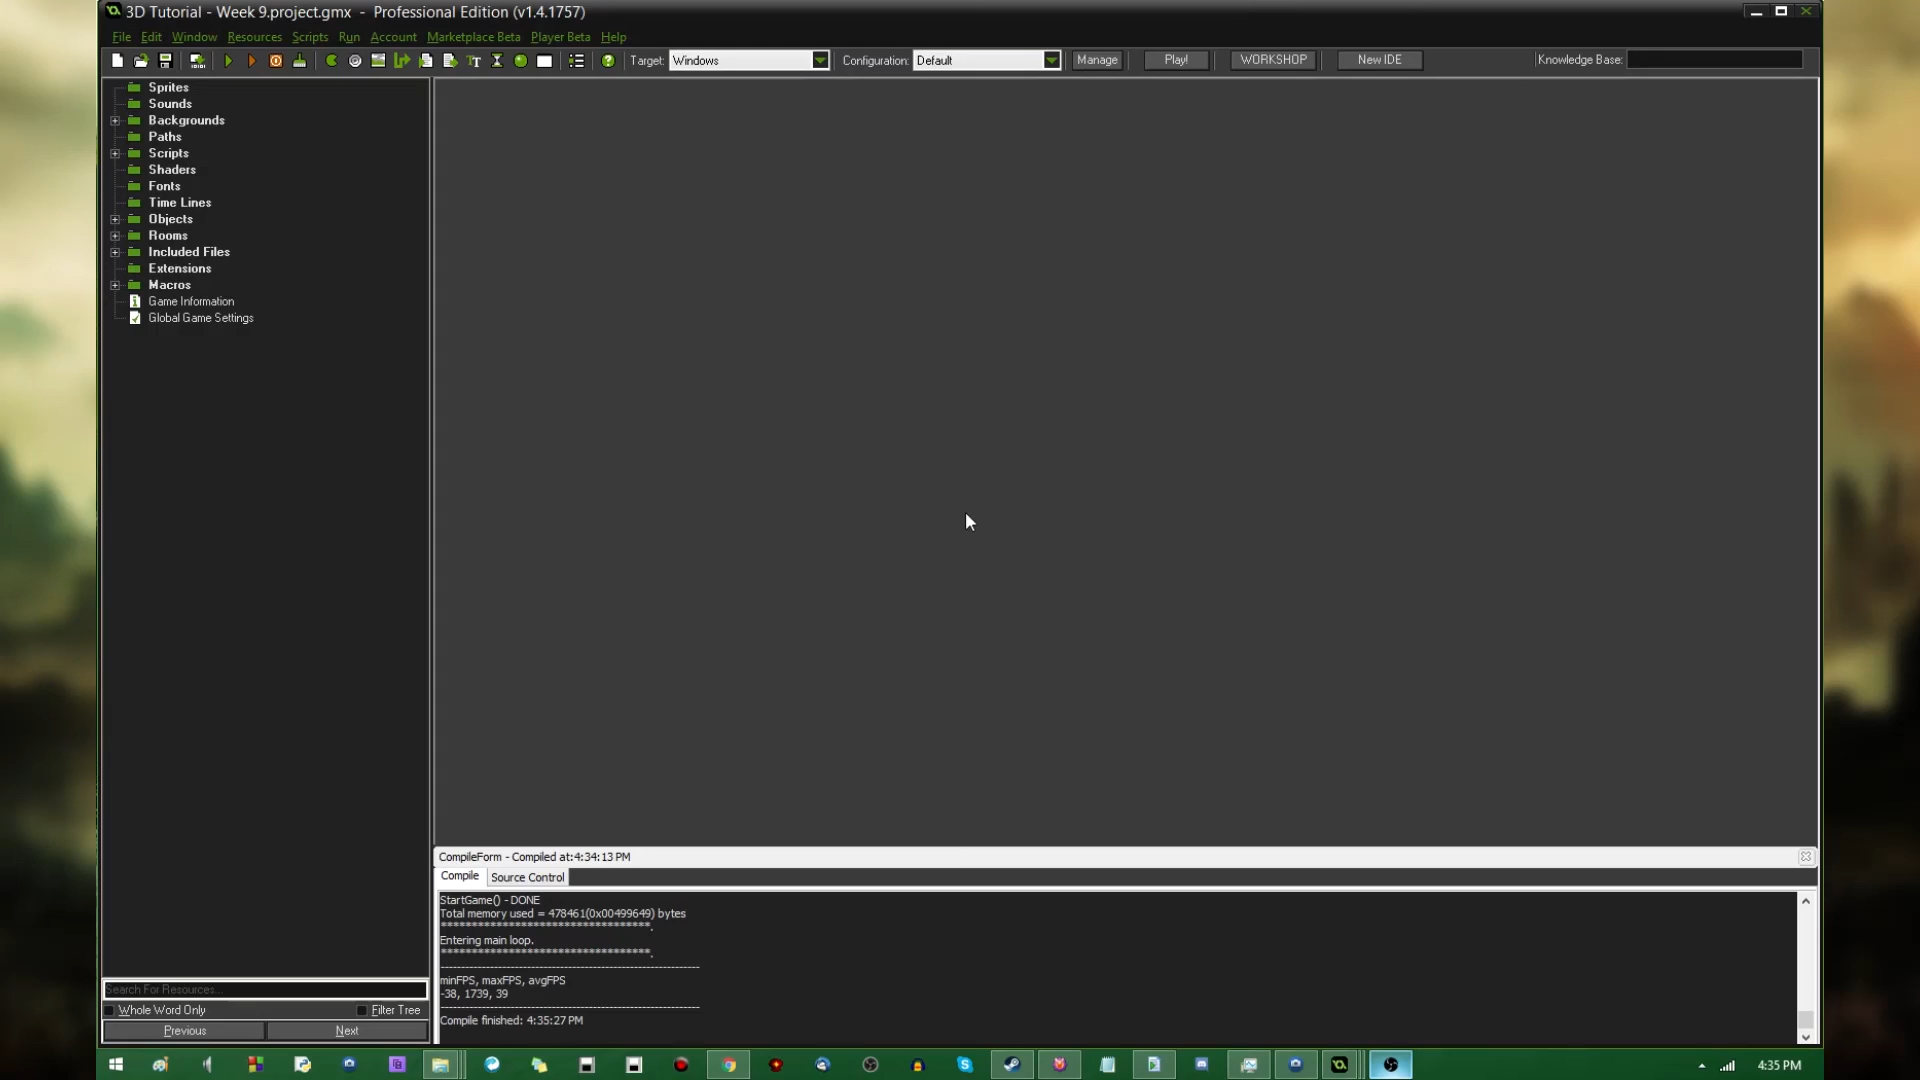 3D Tutorial - Week 9.project.gmx - Professional Edition (v1.4.1757)
File Edit Window Resources Scripts Run Account Marketplace Beta Player Beta Help
Target: Windows Configuration: Default Manage Play! WORKSHOP New IDE Knowledge Base:
Sprites
Sounds
Backgrounds
Paths
Scripts
Shaders
Fonts
Time Lines
Objects
Rooms
Included Files
Extensions
Macros
Game Information
Global Game Settings
CompileForm - Compiled at:4:34:13 PM
Compile Source Control
StartGame() - DONE
Total memory used = 478461(0x00499649) bytes
***********************************.
Entering main loop.
***********************************.
------------------------------------------------------------
minFPS, maxFPS, avgFPS
-38, 1739, 39
------------------------------------------------------------
Compile finished: 4:35:27 PM
Search For Resources...
Whole Word Only Filter Tree
Previous Next
4:35 PM